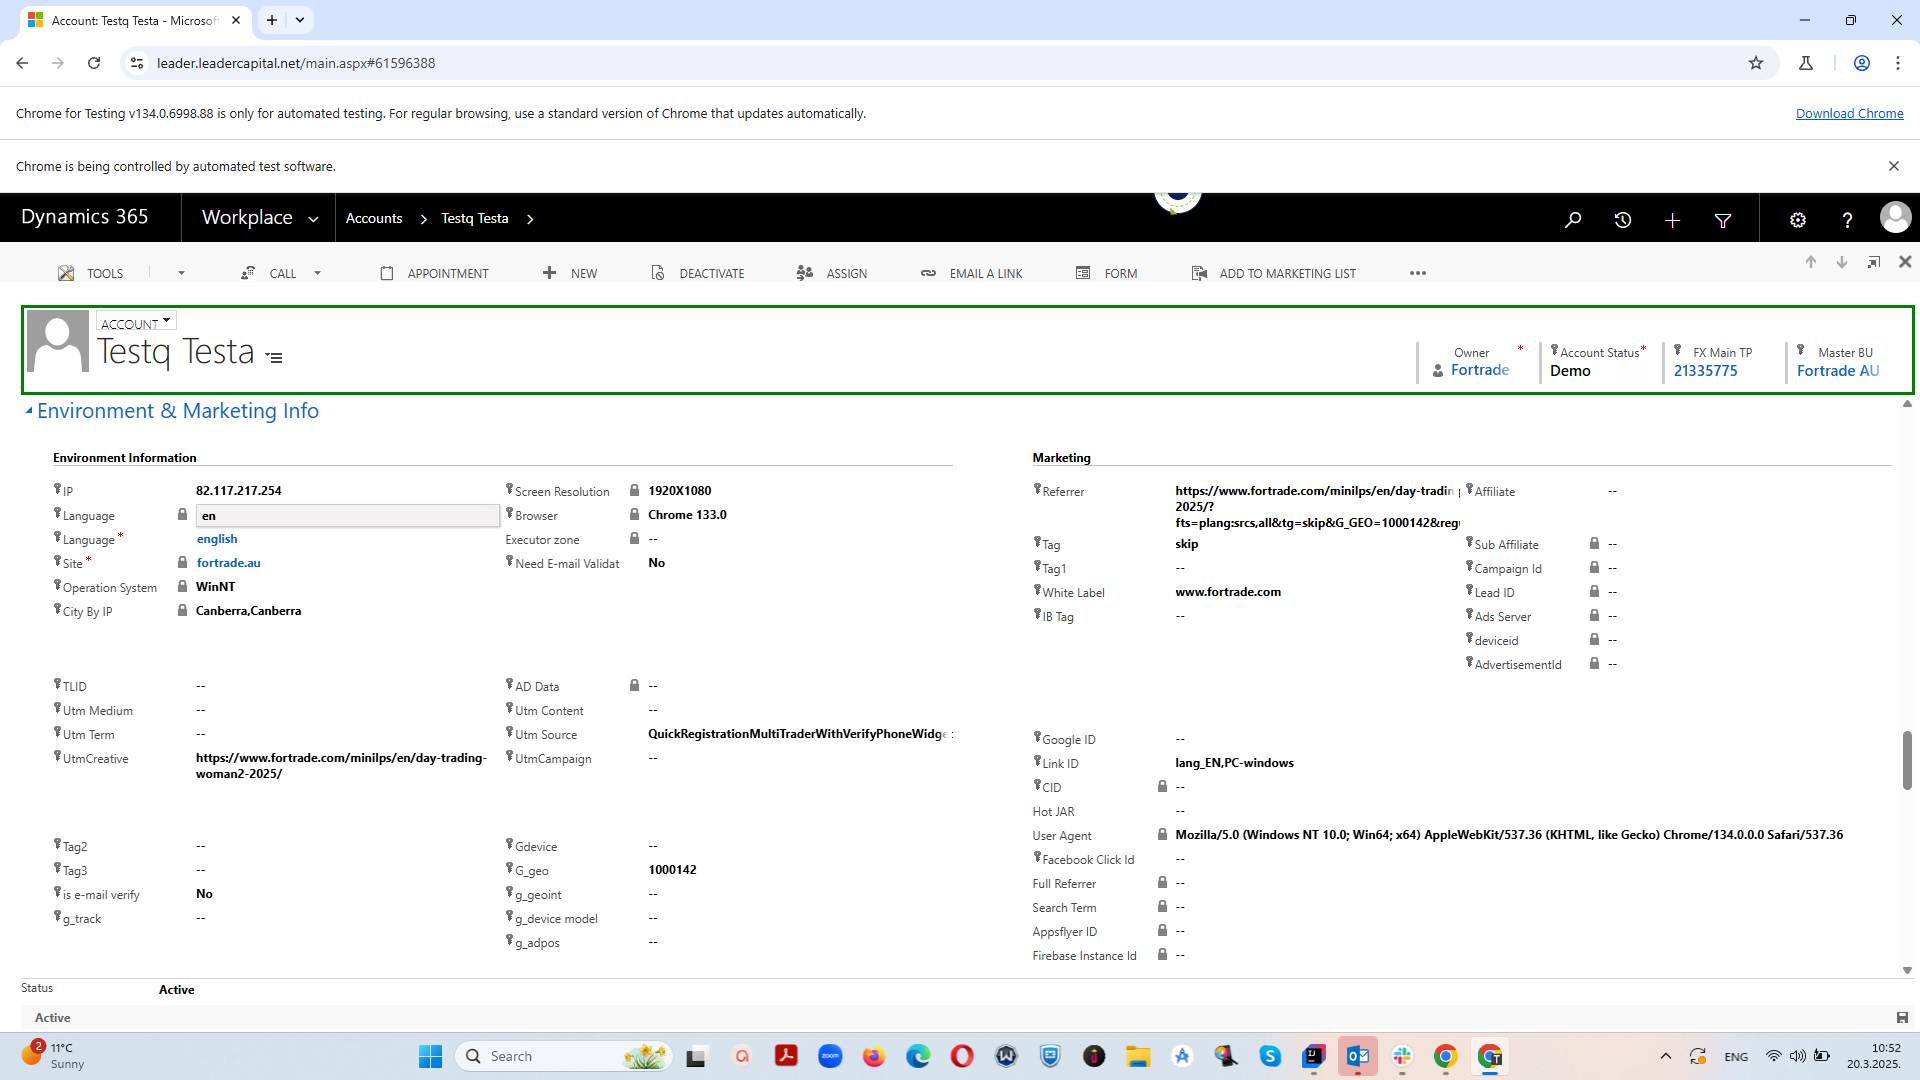 Account: Testq Testa - Microsof
leader.leadercapital.net/main.aspx#61596388
Chrome for Testing v134.0.6998.88 is only for automated testing. For regular browsing, use a standard version of Chrome that updates automatically.
Download Chrome
Chrome is being controlled by automated test software.
Dynamics 365
Workplace
Accounts
Testq Testa
TOOLS
CALL
APPOINTMENT
NEW
DEACTIVATE
ASSIGN
EMAIL A LINK
FORM
ADD TO MARKETING LIST
ACCOUNT
Testq Testa
Owner *
Fortrade
Account Status *
Demo
FX Main TP
21335775
Master BU
Fortrade AU
Environment & Marketing Info
Environment Information
IP 82.117.217.254
Language en
Language * english
Site * fortrade.au
Operation System WinNT
City By IP Canberra,Canberra
Screen Resolution 1920X1080
Browser Chrome 133.0
Executor zone --
Need E-mail Validat No
TLID --
Utm Medium --
Utm Term --
UtmCreative https://www.fortrade.com/minilps/en/day-trading-
woman2-2025/
AD Data --
Utm Content --
Utm Source QuickRegistrationMultiTraderWithVerifyPhoneWidge
UtmCampaign --
Tag2 --
Tag3 --
is e-mail verify No
g_track --
Gdevice --
G_geo 1000142
g_geoint --
g_device model --
g_adpos --
Marketing
Referrer https://www.fortrade.com/minilps/en/day-tradin
2025/?
fts=plang:srcs,all&tg=skip&G_GEO=1000142&reg
Tag skip
Tag1 --
White Label www.fortrade.com
IB Tag --
Affiliate --
Sub Affiliate --
Campaign Id --
Lead ID --
Ads Server --
deviceid --
AdvertisementId --
Google ID --
Link ID lang_EN,PC-windows
CID --
Hot JAR --
User Agent Mozilla/5.0 (Windows NT 10.0; Win64; x64) AppleWebKit/537.36 (KHTML, like Gecko) Chrome/134.0.0.0 Safari/537.36
Facebook Click Id --
Full Referrer --
Search Term --
Appsflyer ID --
Firebase Instance Id --
Status Active
Active
2
11°C
Sunny
Search
zoom
ENG
10:52
20.3.2025.